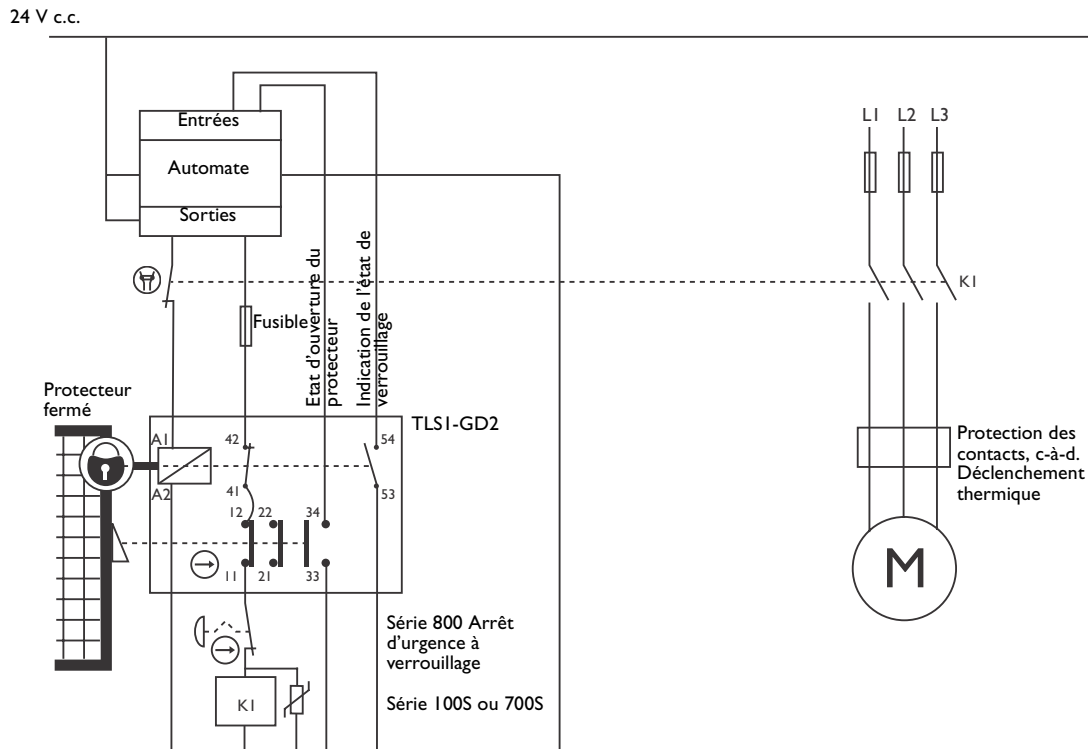 24 V c.c.
Entrées
Automate
Sorties
L1 L2 L3
K1
Fusible
Etat d'ouverture du
protecteur
Indication de l'état de
verrouillage
Protecteur
fermé
TLS1-GD2
A1
A2
42
41
54
53
12 22 34
11 21 33
Protection des
contacts, c-à-d.
Déclenchement
thermique
M
Série 800 Arrêt
d'urgence à
verrouillage
Série 100S ou 700S
K1